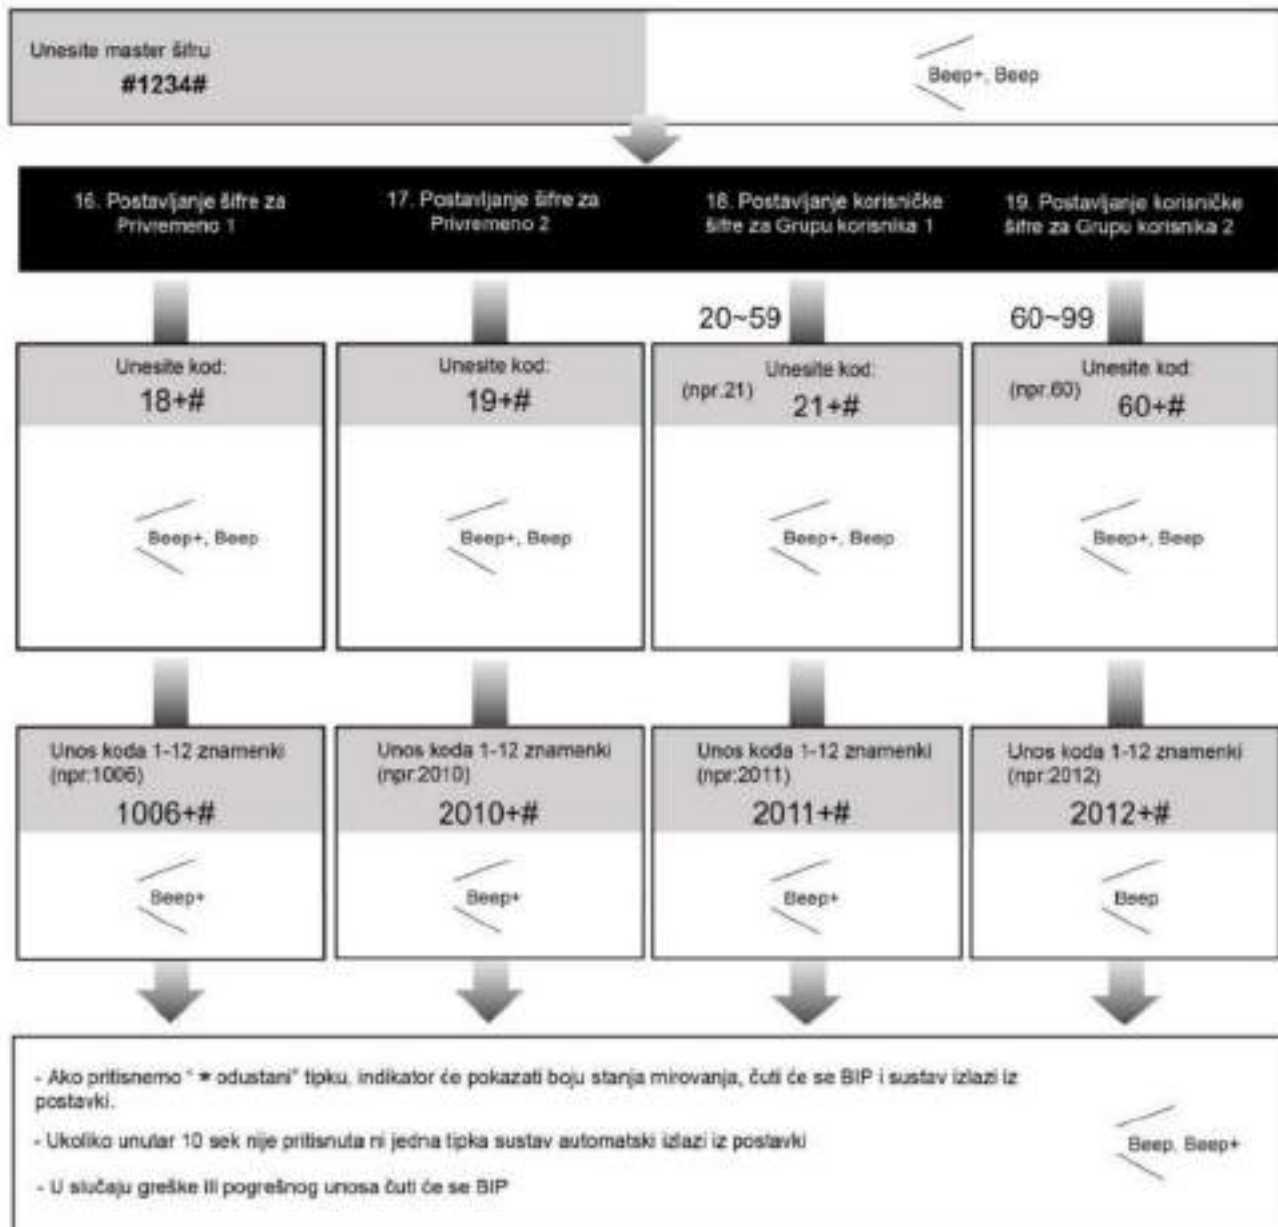 Unesite master šifru
#1234#
Beep+, Beep
16. Postavljanje šifre za
Privremeno 1
17. Postavljanje šifre za
Privremeno 2
18. Postavljanje korisničke
šifre za Grupu korisnika 1
19. Postavljanje korisničke
šifre za Grupu korisnika 2
20~59
60~99
Unesite kod:
18+#
Unesite kod:
19+#
Unesite kod:
(npr.21) 21+#
Unesite kod:
(npr.60) 60+#
Beep+, Beep
Beep+, Beep
Beep+, Beep
Beep+, Beep
Unos koda 1-12 znamenki
(npr:1006)
1006+#
Unos koda 1-12 znamenki
(npr:2010)
2010+#
Unos koda 1-12 znamenki
(npr:2011)
2011+#
Unos koda 1-12 znamenki
(npr:2012)
2012+#
Beep+
Beep+
Beep+
Beep
- Ako pritisnemo " * odustani" tipku, indikator će pokazati boju stanja mirovanja, čuti će se BIP i sustav izlazi iz
postavki.
- Ukoliko unutar 10 sek nije pritisnuta ni jedna tipka sustav automatski izlazi iz postavki
- U slučaju greške ili pogrešnog unosa čuti će se BIP
Beep, Beep+